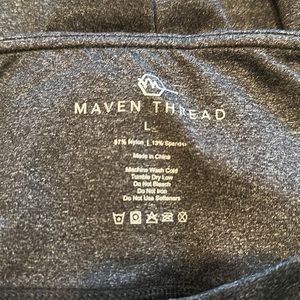 MAVEN THREAD
L
87% Nylon | 13% Spandex
Made in China
Machine Wash Cold
Tumble Dry Low
Do Not Bleach
Do Not Iron
Do Not Use Softeners